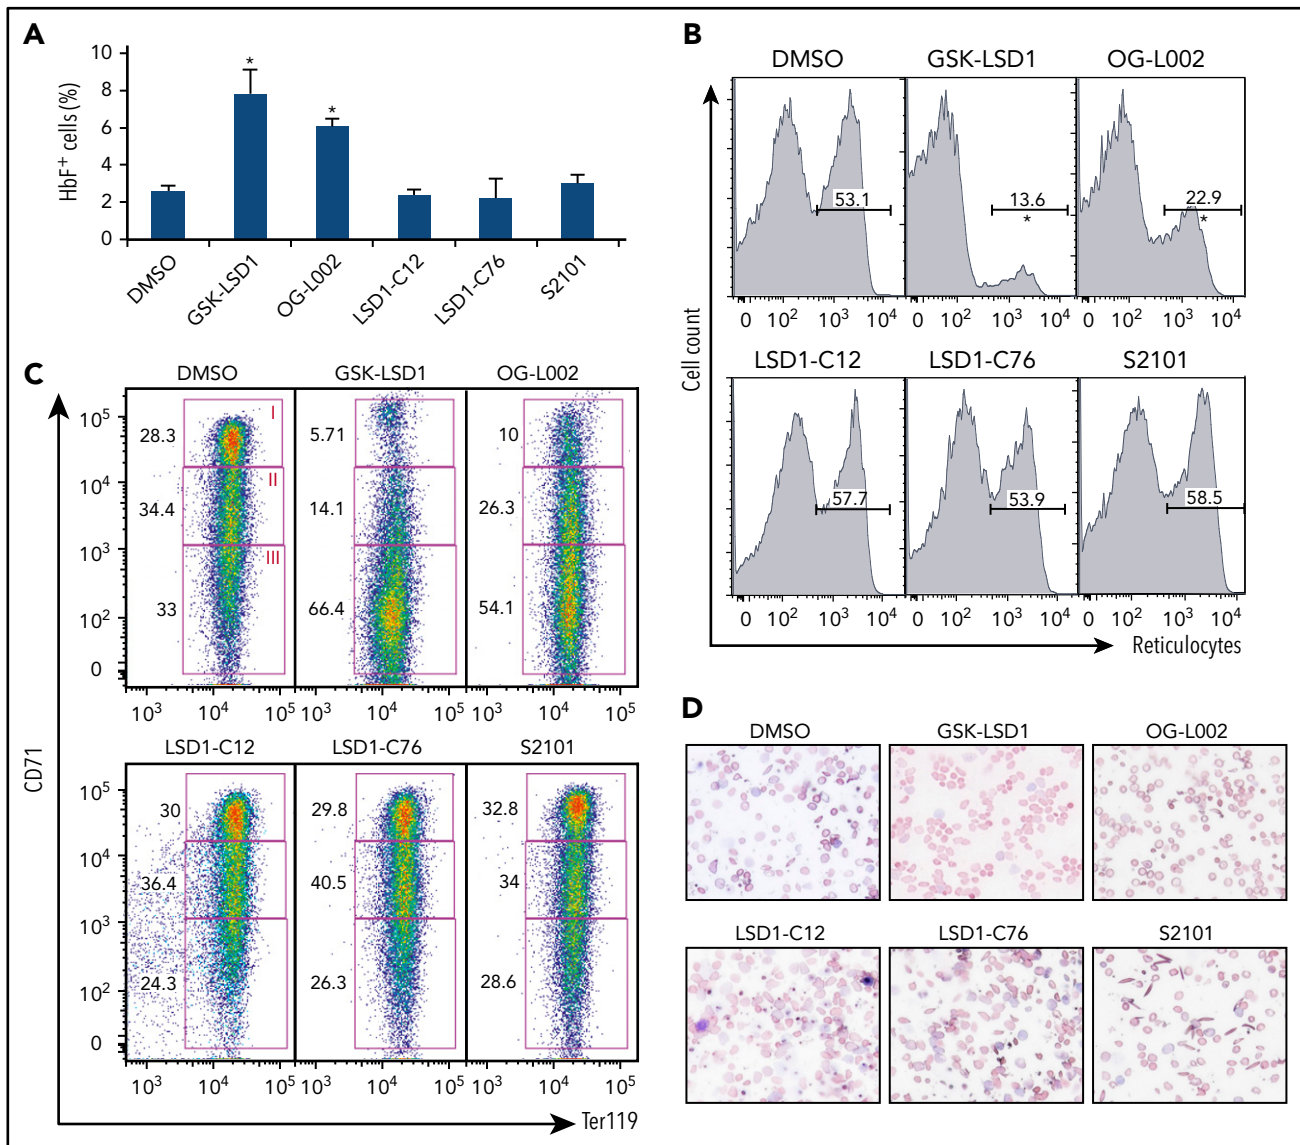 A
10
8
6
4
2
0
HbF+ cells (%)
*
*
DMSO
GSK-LSD1
OG-L002
LSD1-C12
LSD1-C76
S2101
B
DMSO
GSK-LSD1
OG-L002
53.1
13.6
*
22.9
*
0 10² 10³ 10⁴
0 10² 10³ 10⁴
0 10² 10³ 10⁴
LSD1-C12
LSD1-C76
S2101
57.7
53.9
58.5
0 10² 10³ 10⁴
0 10² 10³ 10⁴
0 10² 10³ 10⁴
Cell count
Reticulocytes
C
DMSO
GSK-LSD1
OG-L002
10⁵
10⁴
10³
10²
0
28.3
I
34.4
II
33
III
5.71
14.1
66.4
10
26.3
54.1
10³ 10⁴ 10⁵
10³ 10⁴ 10⁵
10³ 10⁴ 10⁵
LSD1-C12
LSD1-C76
S2101
10⁵
10⁴
10³
10²
0
30
36.4
24.3
29.8
40.5
26.3
32.8
34
28.6
10³ 10⁴ 10⁵
10³ 10⁴ 10⁵
10³ 10⁴ 10⁵
CD71
Ter119
D
DMSO
GSK-LSD1
OG-L002
LSD1-C12
LSD1-C76
S2101